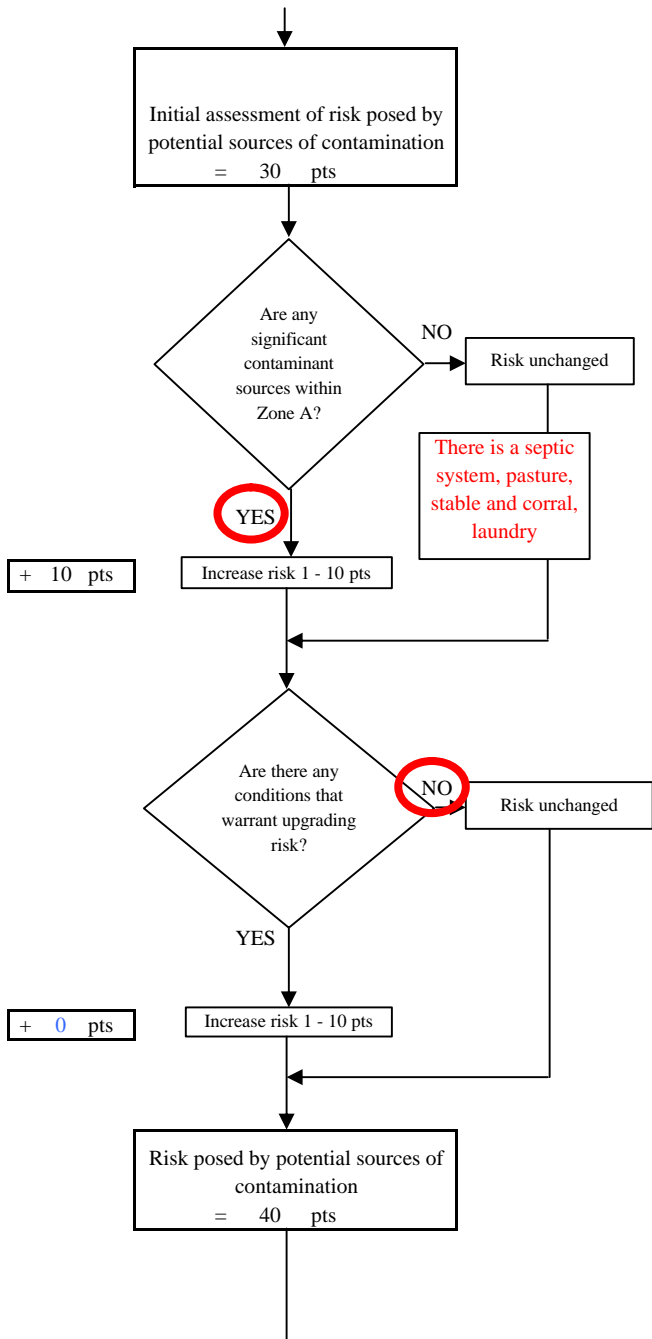 Initial assessment of risk posed by
potential sources of contamination
= 30 pts
Are any
significant
contaminant
sources within
Zone A?
NO
Risk unchanged
There is a septic
system, pasture,
stable and corral,
laundry
YES
+ 10 pts
Increase risk 1 - 10 pts
Are there any
conditions that
warrant upgrading
risk?
NO
Risk unchanged
YES
+ 0 pts
Increase risk 1 - 10 pts
Risk posed by potential sources of
contamination
= 40 pts